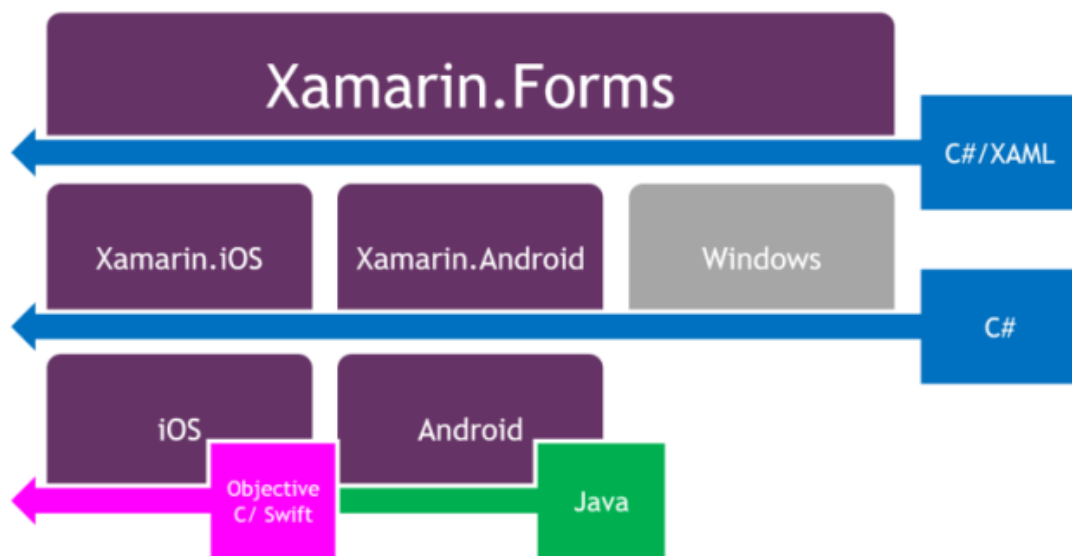 Xamarin.Forms
C#/XAML
Xamarin.iOS
Xamarin.Android
Windows
C#
iOS
Android
Objective
C/ Swift
Java